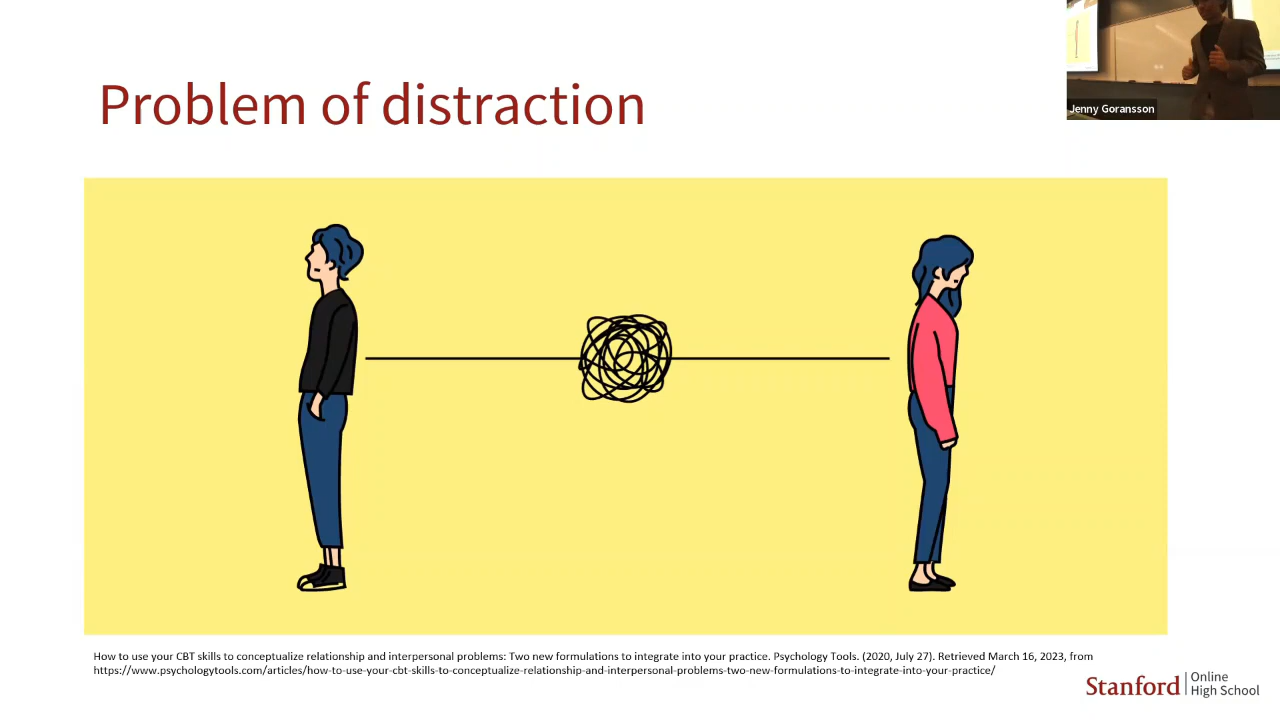 Jenny Goransson
Problem of distraction
How to use your CBT skills to conceptualize relationship and interpersonal problems: Two new formulations to integrate into your practice. Psychology Tools. (2020, July 27). Retrieved March 16, 2023, from
https://www.psychologytools.com/articles/how-to-use-your-cbt-skills-to-conceptualize-relationship-and-interpersonal-problems-two-new-formulations-to-integrate-into-your-practice/
Stanford | Online
High School